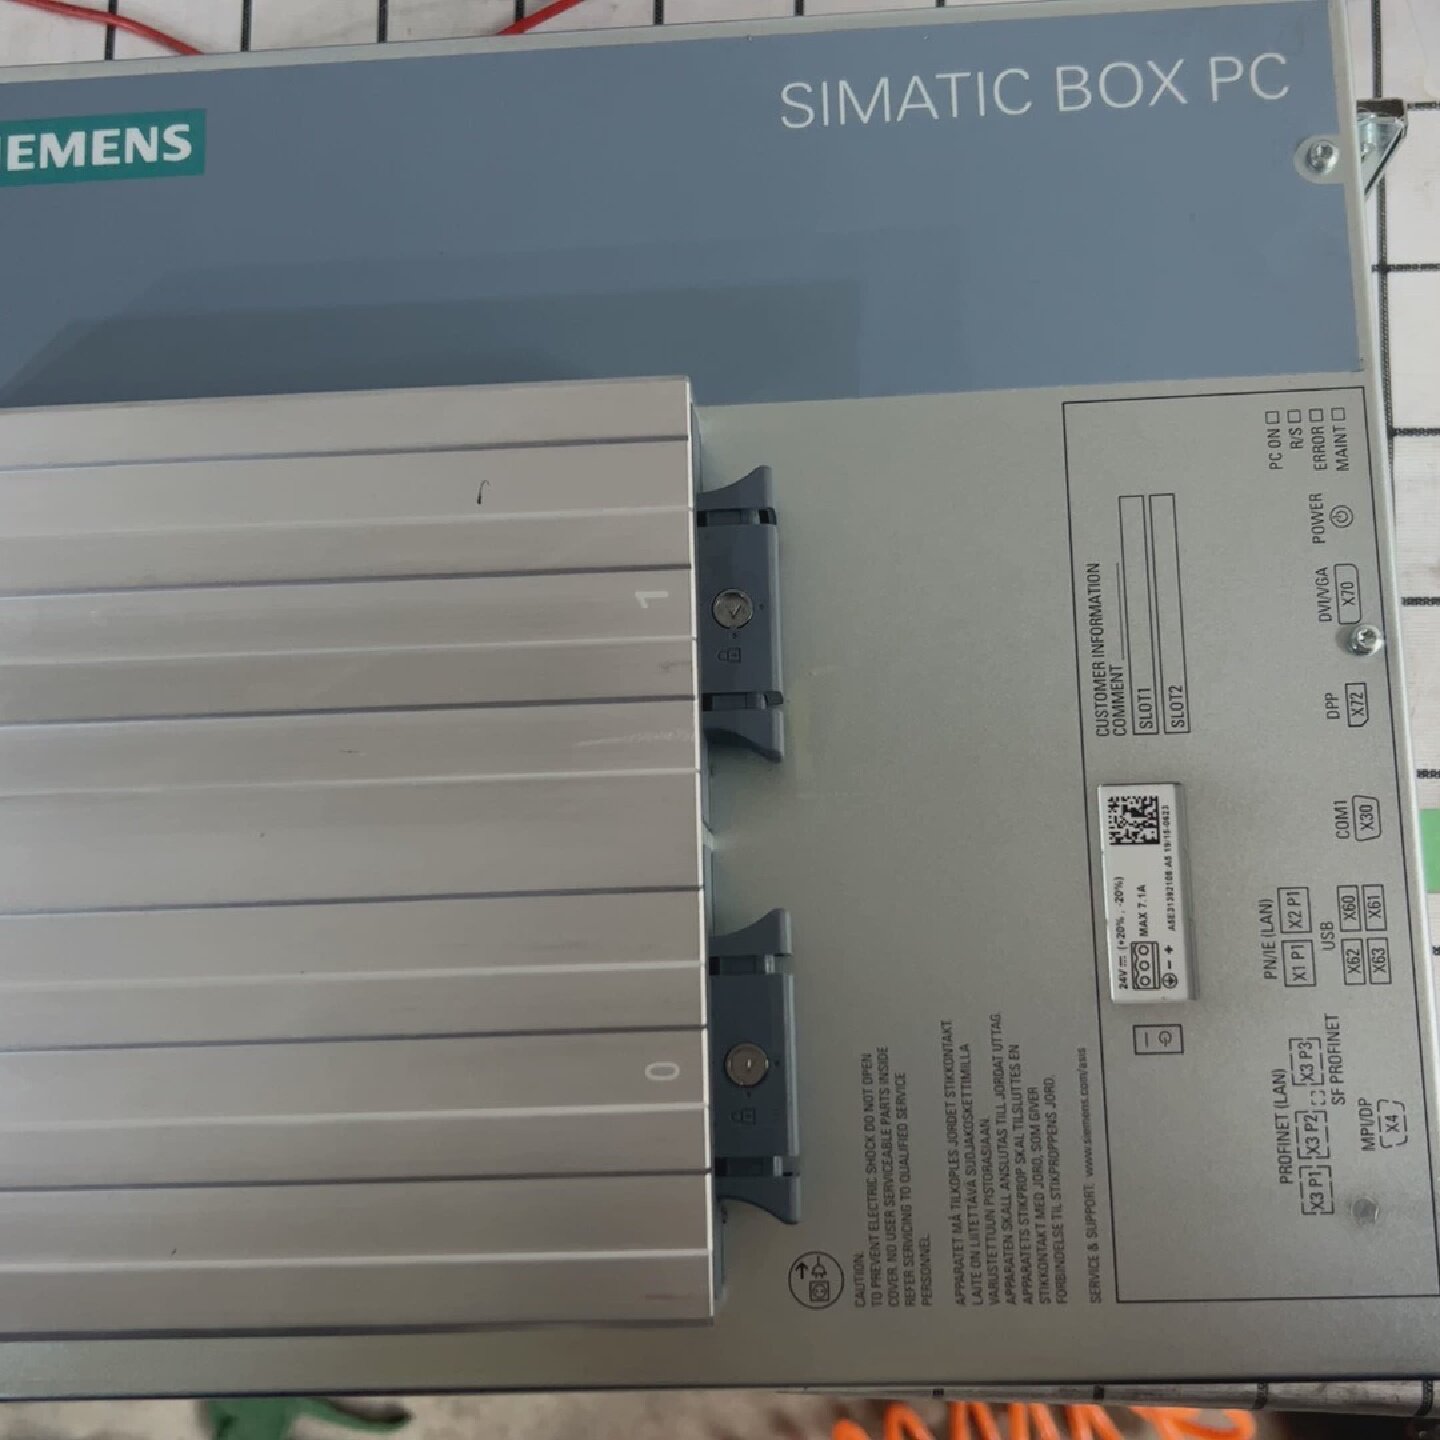 IEMENS
SIMATIC BOX PC
1
0
PC ON
R/S
ERROR
MAINT
POWER
DVI/VGA
X70
DPP
X72
COM1
X30
CUSTOMER INFORMATION
COMMENT
SLOT1
SLOT2
24V (+20% , -20%)
MAX 7.1A
PN/IE (LAN)
X1 P1 X2 P1
USB
X62 X60
X63 X61
PROFINET (LAN)
X3 P1 X3 P2 X3 P3
SF PROFINET
MPI/DP
X4
CAUTION:
TO PREVENT ELECTRIC SHOCK DO NOT OPEN
COVER. NO USER SERVICEABLE PARTS INSIDE
REFER SERVICING TO QUALIFIED SERVICE
PERSONNEL
APPARATET MÅ TILKOPLES JORDET STIKKONTAKT.
LAITE ON LIITETTÄVÄ SUOJAKOSKETTIMILLA
VARUSTETTUUN PISTORASIAAN.
APPARATEN SKALL ANSLUTAS TILL JORDAT UTTAG.
APPARATETS STIKPROP SKAL TILSLUTTES EN
STIKKONTAKT MED JORD, SOM GIVER
FORBINDELSE TIL STIKPROPPENS JORD.
SERVICE & SUPPORT: www.siemens.com/asis